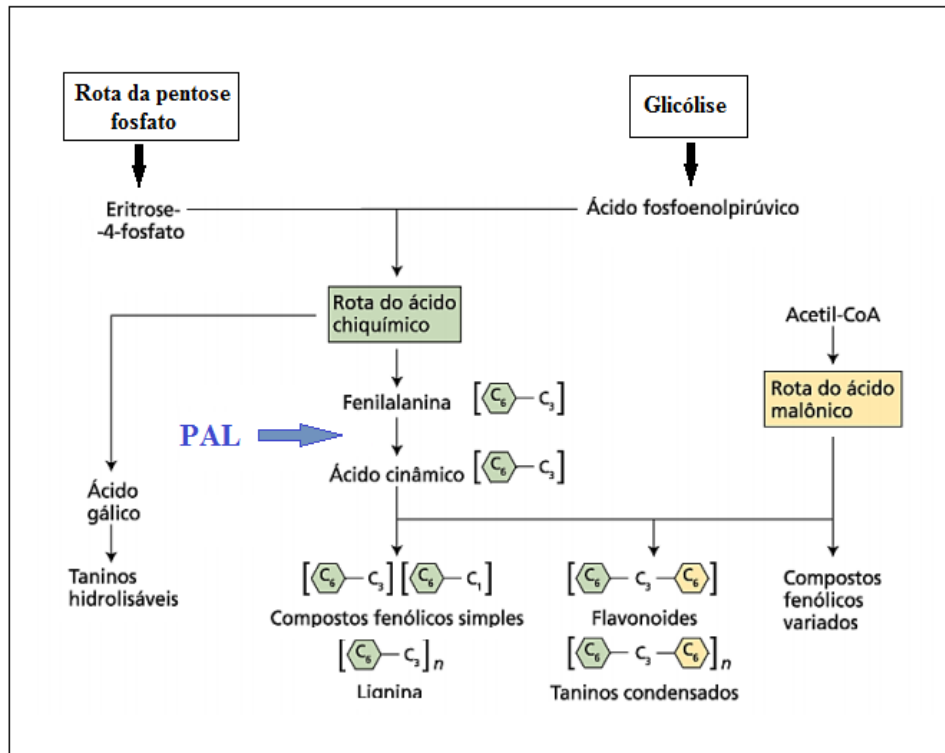 Rota da pentose
fosfato
Glicólise
Eritrose-
-4-fosfato
Ácido fosfoenolpirúvico
Rota do ácido
chiquímico
Acetil-CoA
Rota do ácido
malônico
Fenilalanina [C6—C3]
PAL
Ácido cinâmico [C6—C3]
Ácido
gálico
Taninos
hidrolisáveis
[C6—C3][C6—C1]
Compostos fenólicos simples
[C6—C3]n
Lignina
[C6—C3—C6]
Flavonoides
[C6—C3—C6]n
Taninos condensados
Compostos
fenólicos
variados